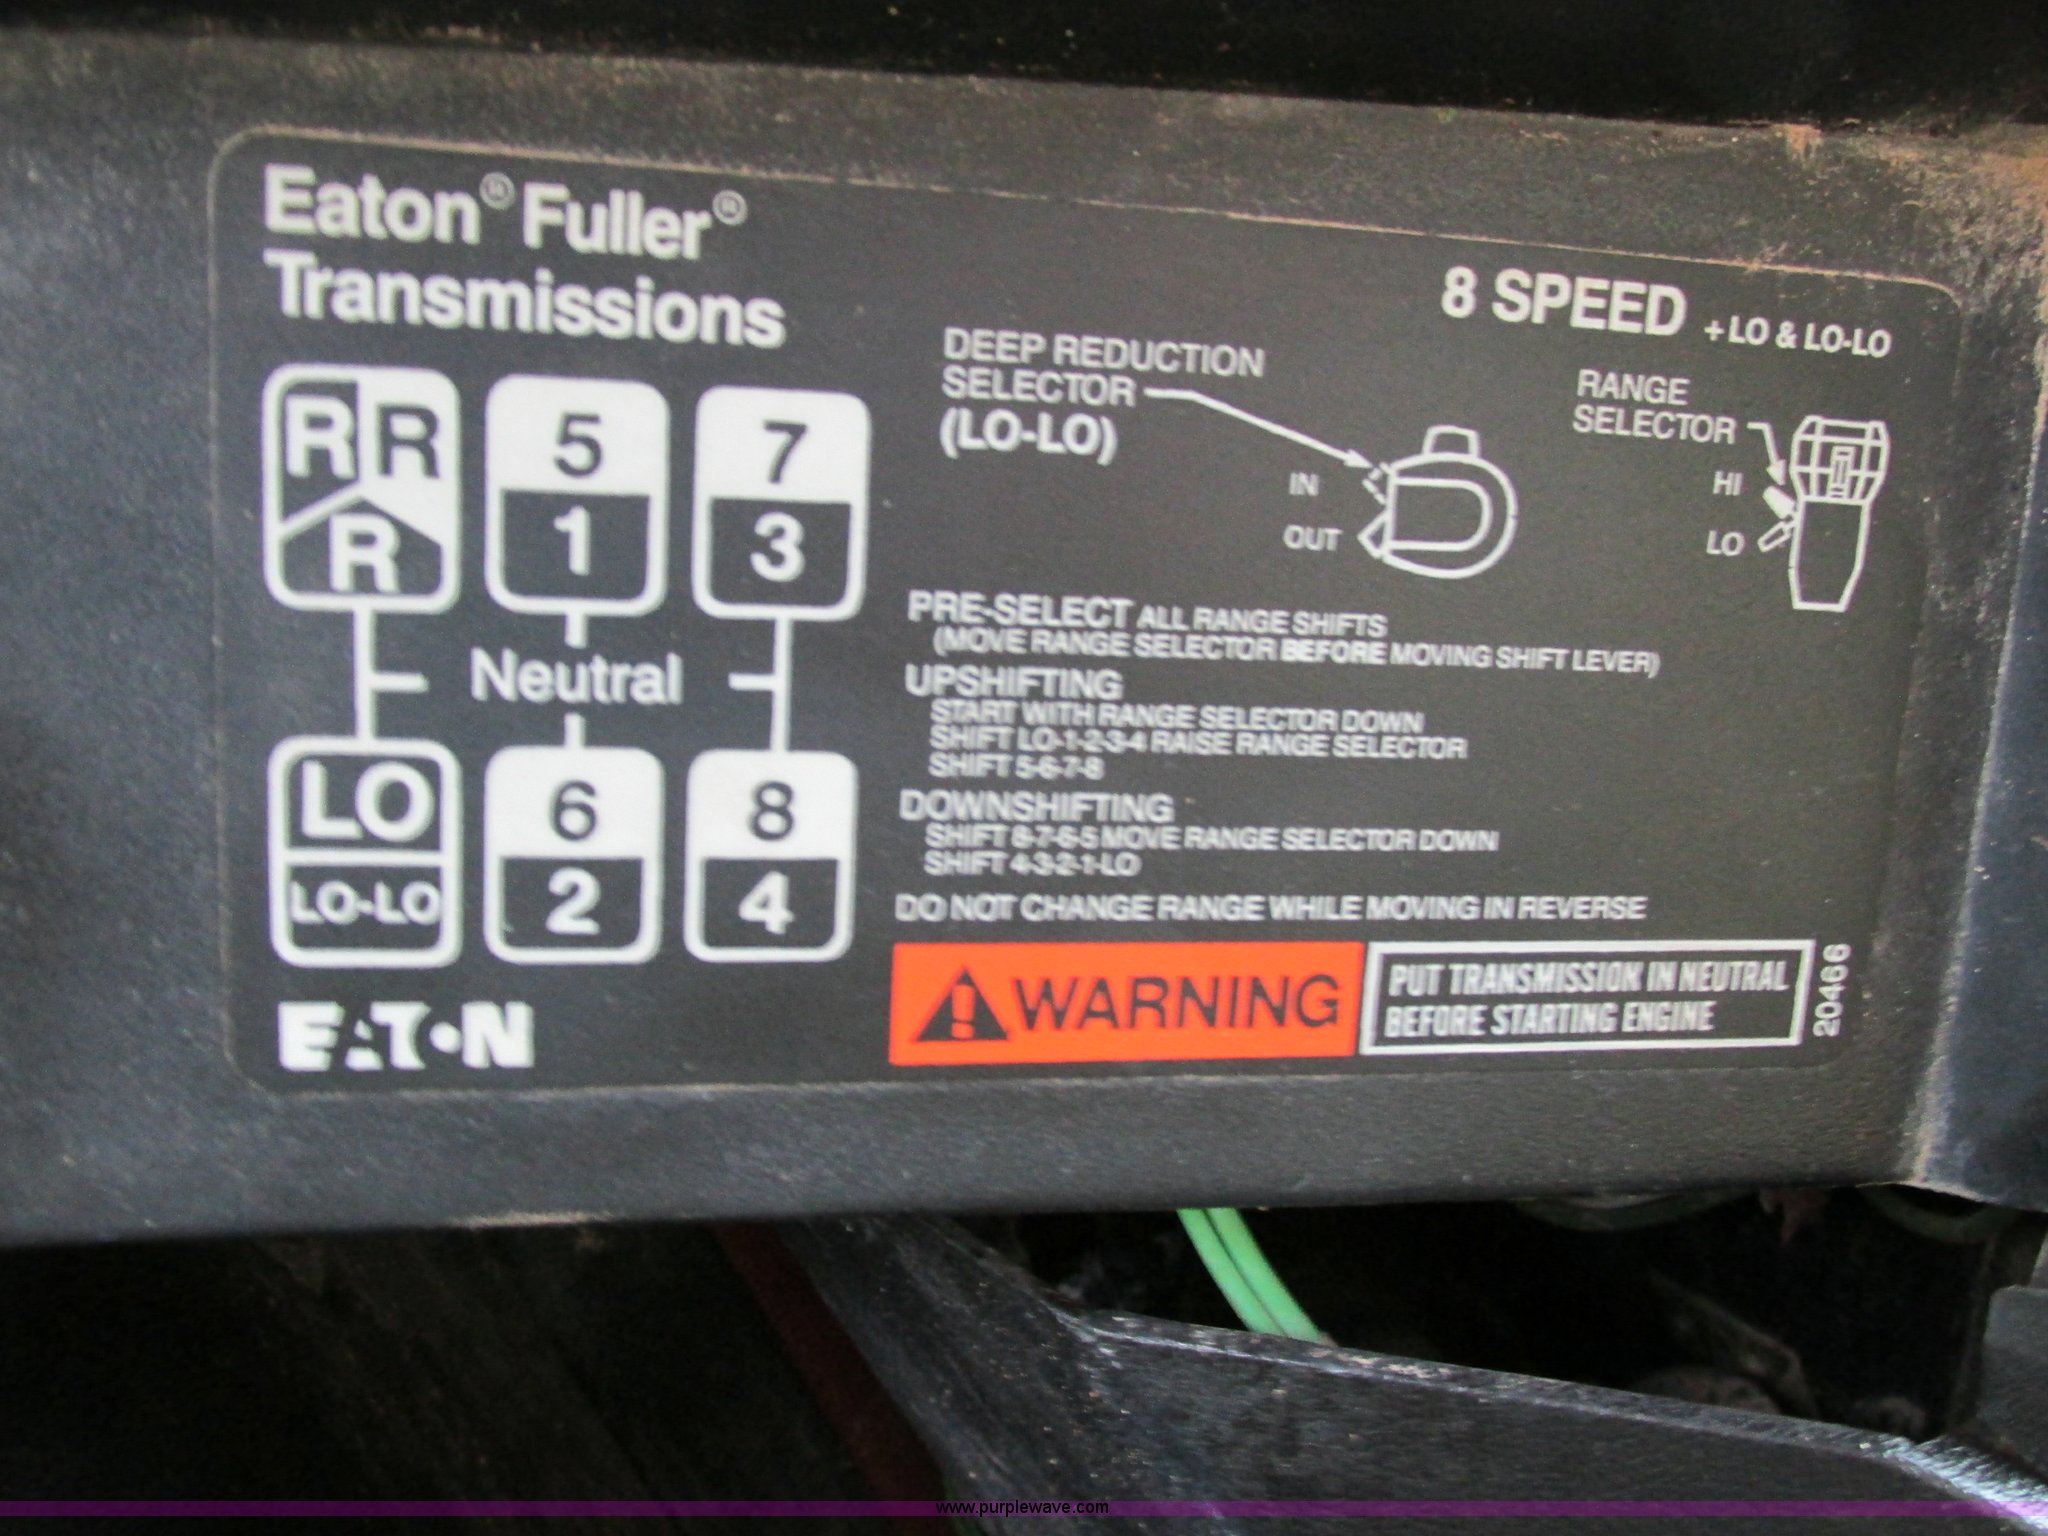 Eaton® Fuller®
Transmissions
8 SPEED + LO & LO-LO
R R
R
5
1
7
3
Neutral
LO
LO-LO
6
2
8
4
DEEP REDUCTION
SELECTOR
(LO-LO)
IN
OUT
RANGE
SELECTOR
HI
LO
PRE-SELECT ALL RANGE SHIFTS
(MOVE RANGE SELECTOR BEFORE MOVING SHIFT LEVER)
UPSHIFTING
START WITH RANGE SELECTOR DOWN
SHIFT LO-1-2-3-4 RAISE RANGE SELECTOR
SHIFT 5-6-7-8
DOWNSHIFTING
SHIFT 8-7-6-5 MOVE RANGE SELECTOR DOWN
SHIFT 4-3-2-1-LO
DO NOT CHANGE RANGE WHILE MOVING IN REVERSE
EATON
WARNING
PUT TRANSMISSION IN NEUTRAL
BEFORE STARTING ENGINE
20466
www.purplewave.com